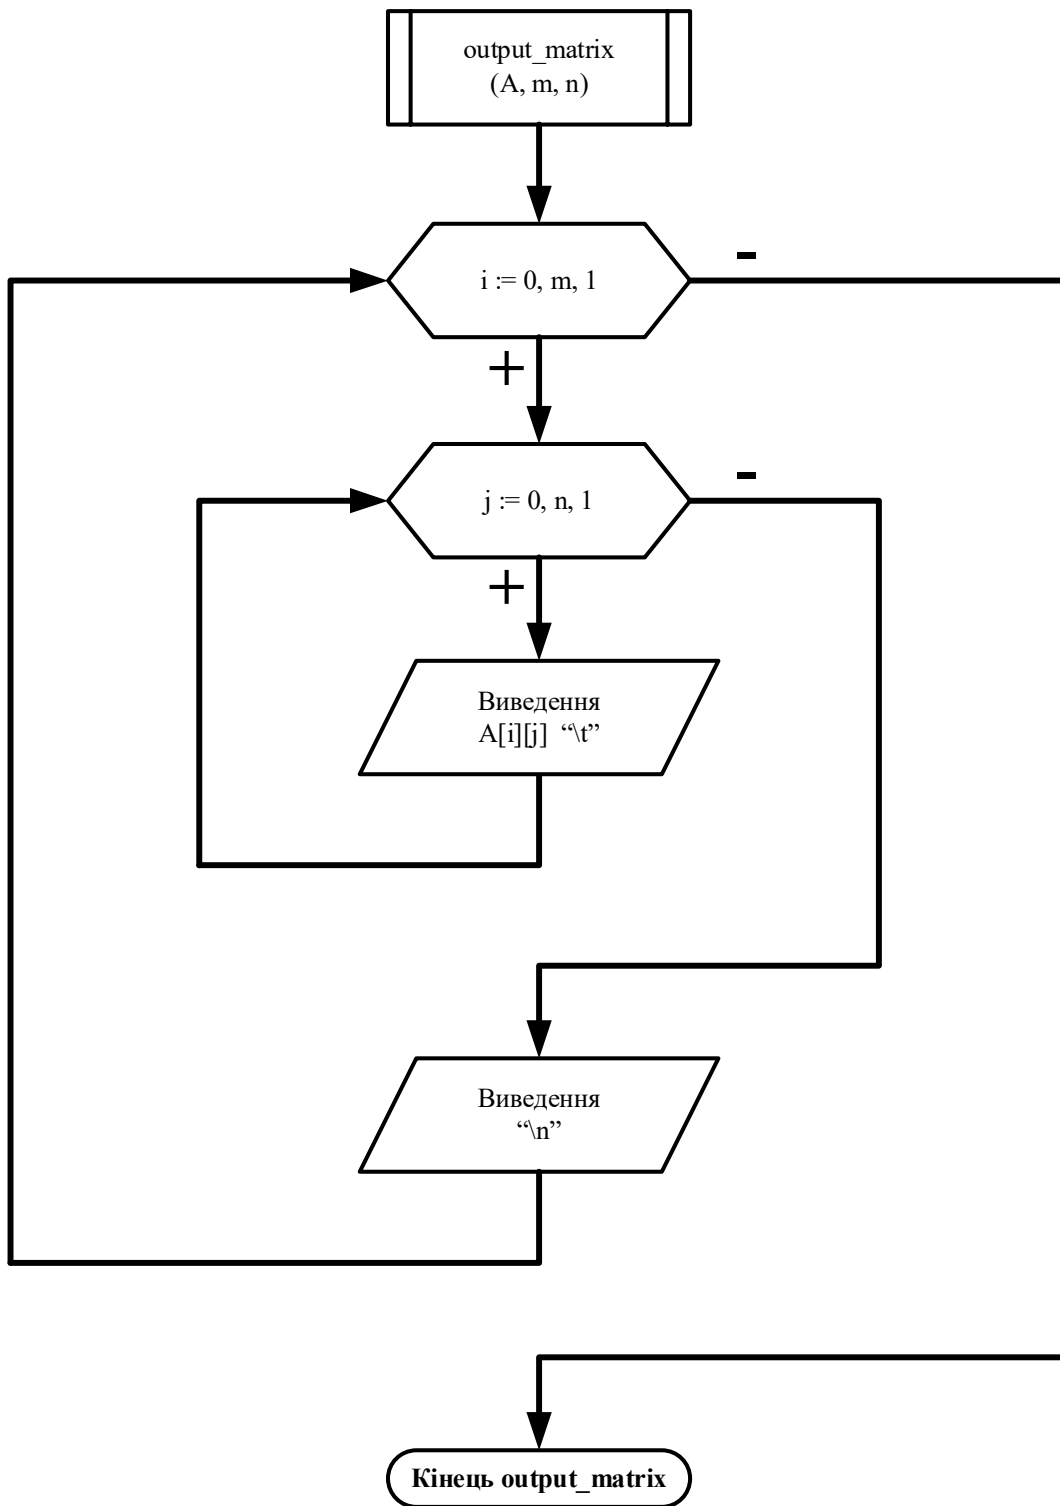 output_matrix
(A, m, n)
i := 0, m, 1
-
+
j := 0, n, 1
-
+
Виведення
A[i][j]  “\t”
Виведення
“\n”
Кінець output_matrix